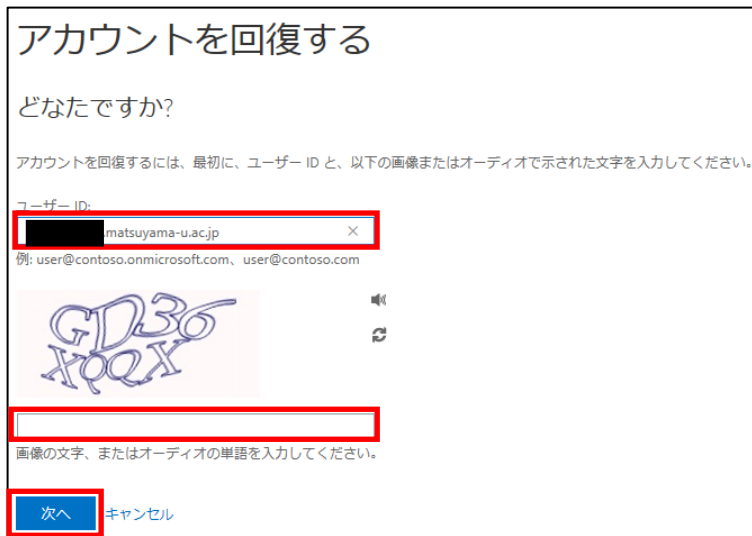 アカウントを回復する
どなたですか?
アカウントを回復するには、最初に、ユーザー ID と、以下の画像またはオーディオで示された文字を入力してください。
ユーザー ID:
.matsuyama-u.ac.jp
例: user@contoso.onmicrosoft.com、user@contoso.com
GD36
画像の文字、またはオーディオの単語を入力してください。
次へ キャンセル